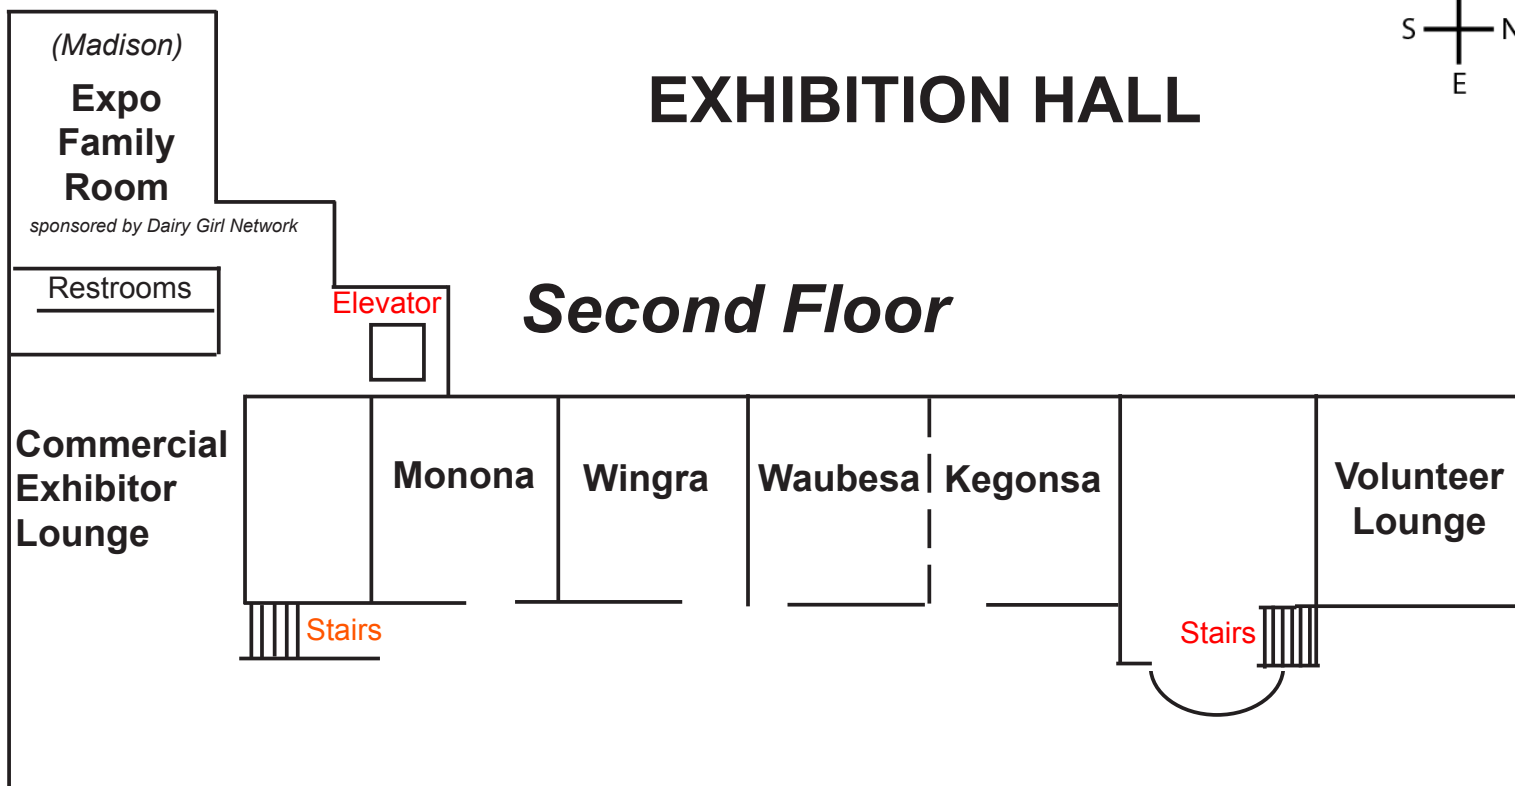 (Madison)
Expo
Family
Room
sponsored by Dairy Girl Network
Restrooms
Elevator
EXHIBITION HALL
Second Floor
S
N
E
Commercial
Exhibitor
Lounge
Monona
Wingra
Waubesa
Kegonsa
Volunteer
Lounge
Stairs
Stairs